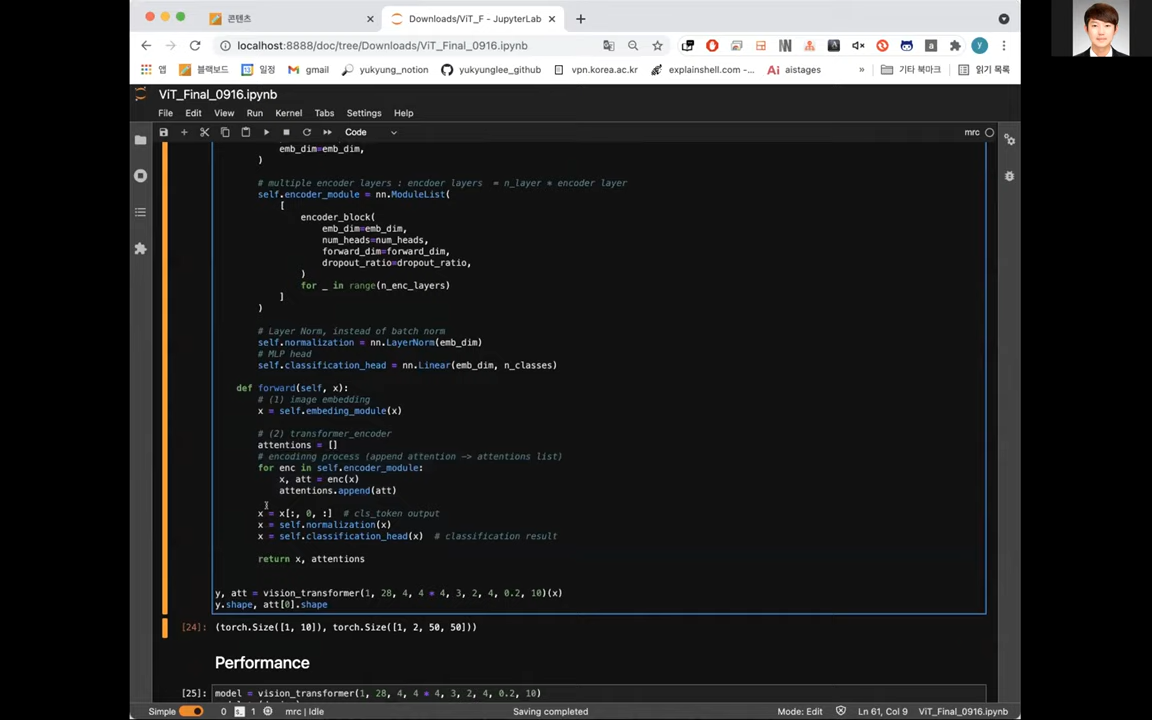 콘텐츠
Downloads/ViT_F - JupyterLab
localhost:8888/doc/tree/Downloads/ViT_Final_0916.ipynb
앱 블랙보드 일정 gmail yukyung_notion yukyunglee_github vpn.korea.ac.kr explainshell.com -... Ai aistages » 기타 북마크 읽기 목록
ViT_Final_0916.ipynb
File Edit View Run Kernel Tabs Settings Help
Code mrc
emb_dim=emb_dim,
)
# multiple encoder layers : encdoer layers = n_layer * encoder layer
self.encoder_module = nn.ModuleList(
[
encoder_block(
emb_dim=emb_dim,
num_heads=num_heads,
forward_dim=forward_dim,
dropout_ratio=dropout_ratio,
)
for _ in range(n_enc_layers)
]
)
# Layer Norm, instead of batch norm
self.normalization = nn.LayerNorm(emb_dim)
# MLP head
self.classification_head = nn.Linear(emb_dim, n_classes)
def forward(self, x):
# (1) image embedding
x = self.embeding_module(x)
# (2) transformer_encoder
attentions = []
# encodinng process (append attention -> attentions list)
for enc in self.encoder_module:
x, att = enc(x)
attentions.append(att)
x = x[:, 0, :] # cls_token output
x = self.normalization(x)
x = self.classification_head(x) # classification result
return x, attentions
y, att = vision_transformer(1, 28, 4, 4 * 4, 3, 2, 4, 0.2, 10)(x)
y.shape, att[0].shape
[24]: (torch.Size([1, 10]), torch.Size([1, 2, 50, 50]))
Performance
[25]: model = vision_transformer(1, 28, 4, 4 * 4, 3, 2, 4, 0.2, 10)
Simple 0 1 mrc | Idle Saving completed Mode: Edit Ln 61, Col 9 ViT_Final_0916.ipynb